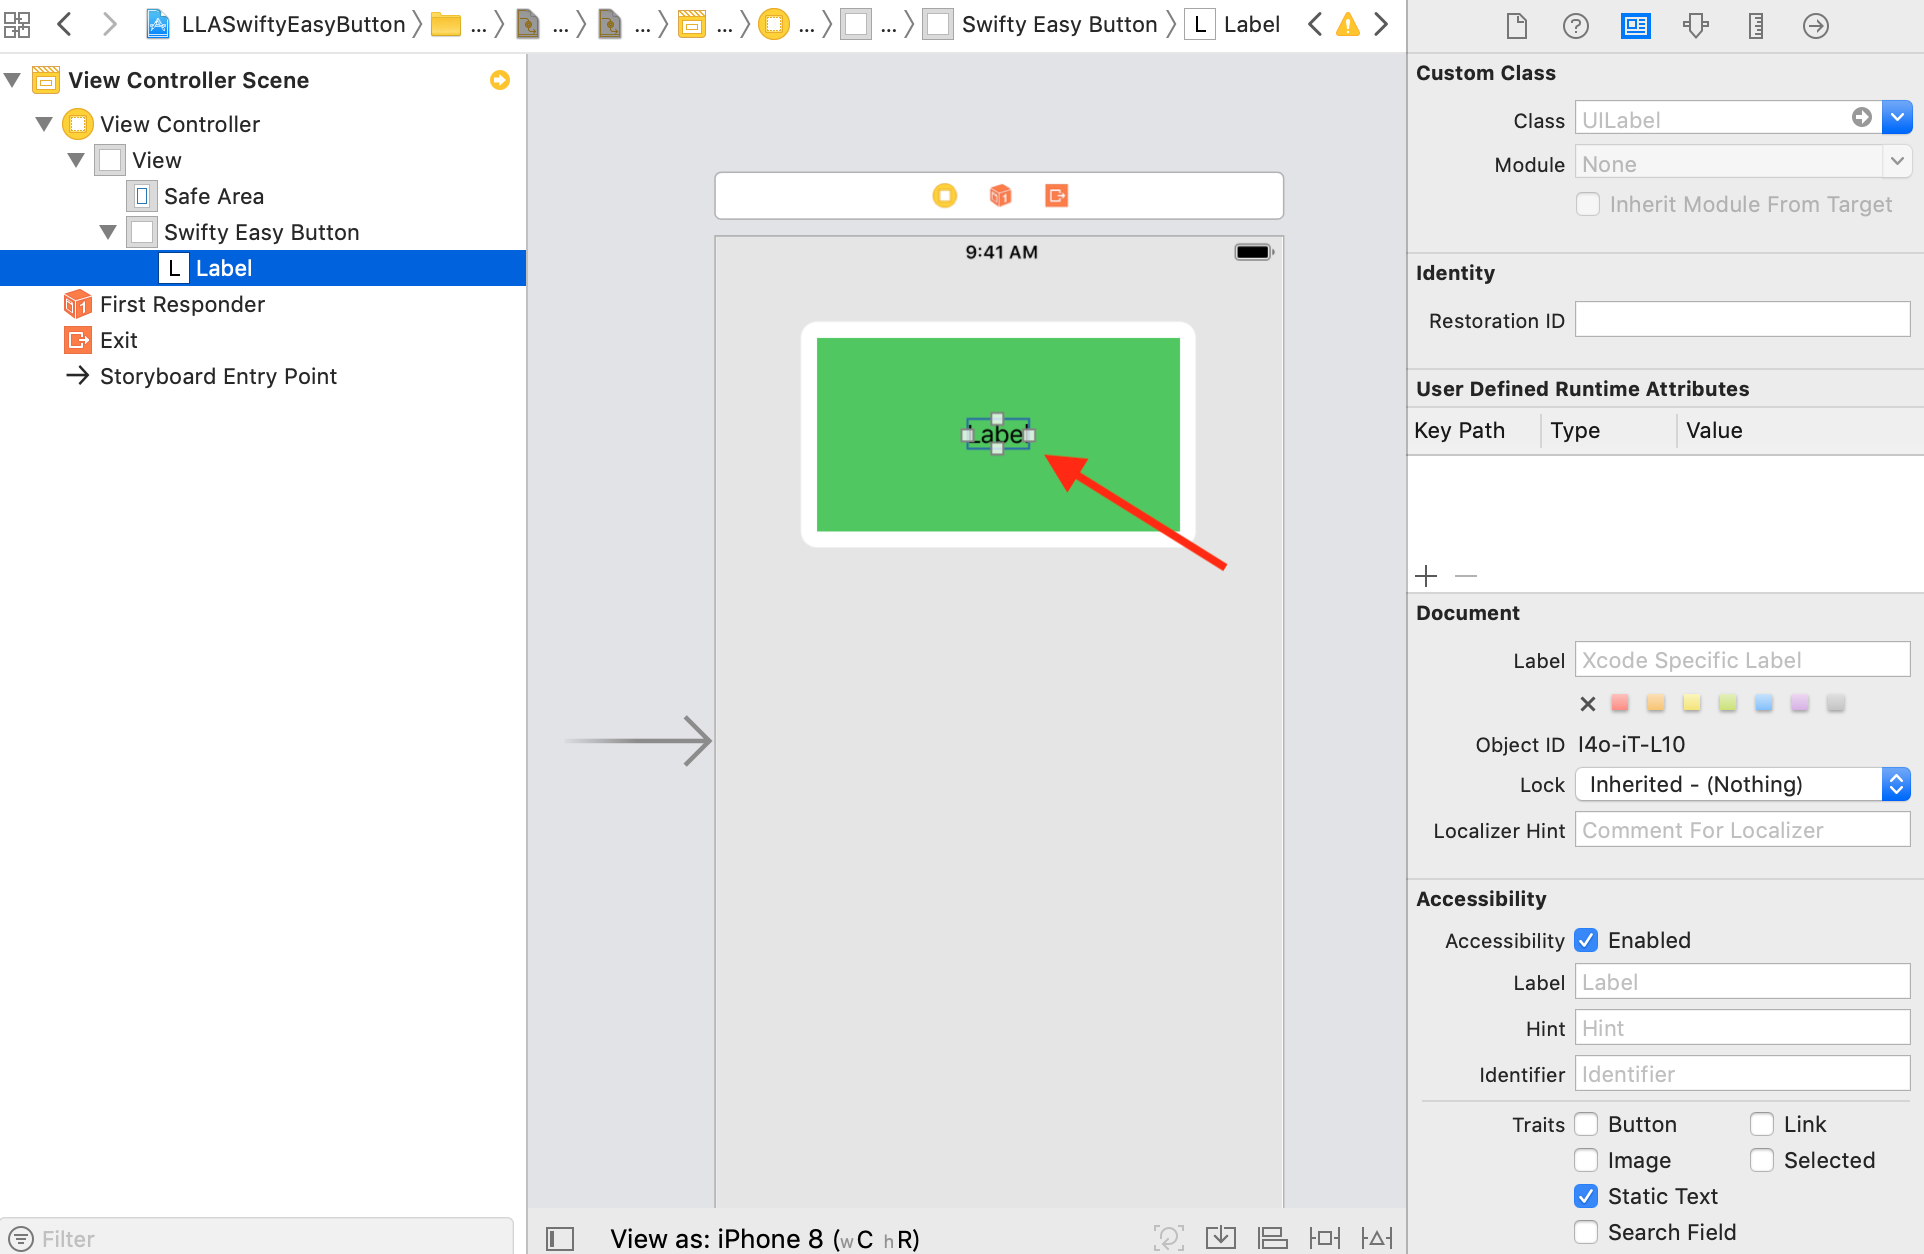 LLASwiftyEasyButton ... ... ... ... ... ... Swifty Easy Button L Label
View Controller Scene
View Controller
View
Safe Area
Swifty Easy Button
L Label
First Responder
Exit
Storyboard Entry Point
Filter
9:41 AM
Label
View as: iPhone 8 (wC hR)
Custom Class
Class UILabel
Module None
Inherit Module From Target
Identity
Restoration ID
User Defined Runtime Attributes
Key Path Type Value
Document
Label Xcode Specific Label
Object ID I4o-iT-L10
Lock Inherited - (Nothing)
Localizer Hint Comment For Localizer
Accessibility
Accessibility Enabled
Label Label
Hint Hint
Identifier Identifier
Traits Button Link
Image Selected
Static Text
Search Field